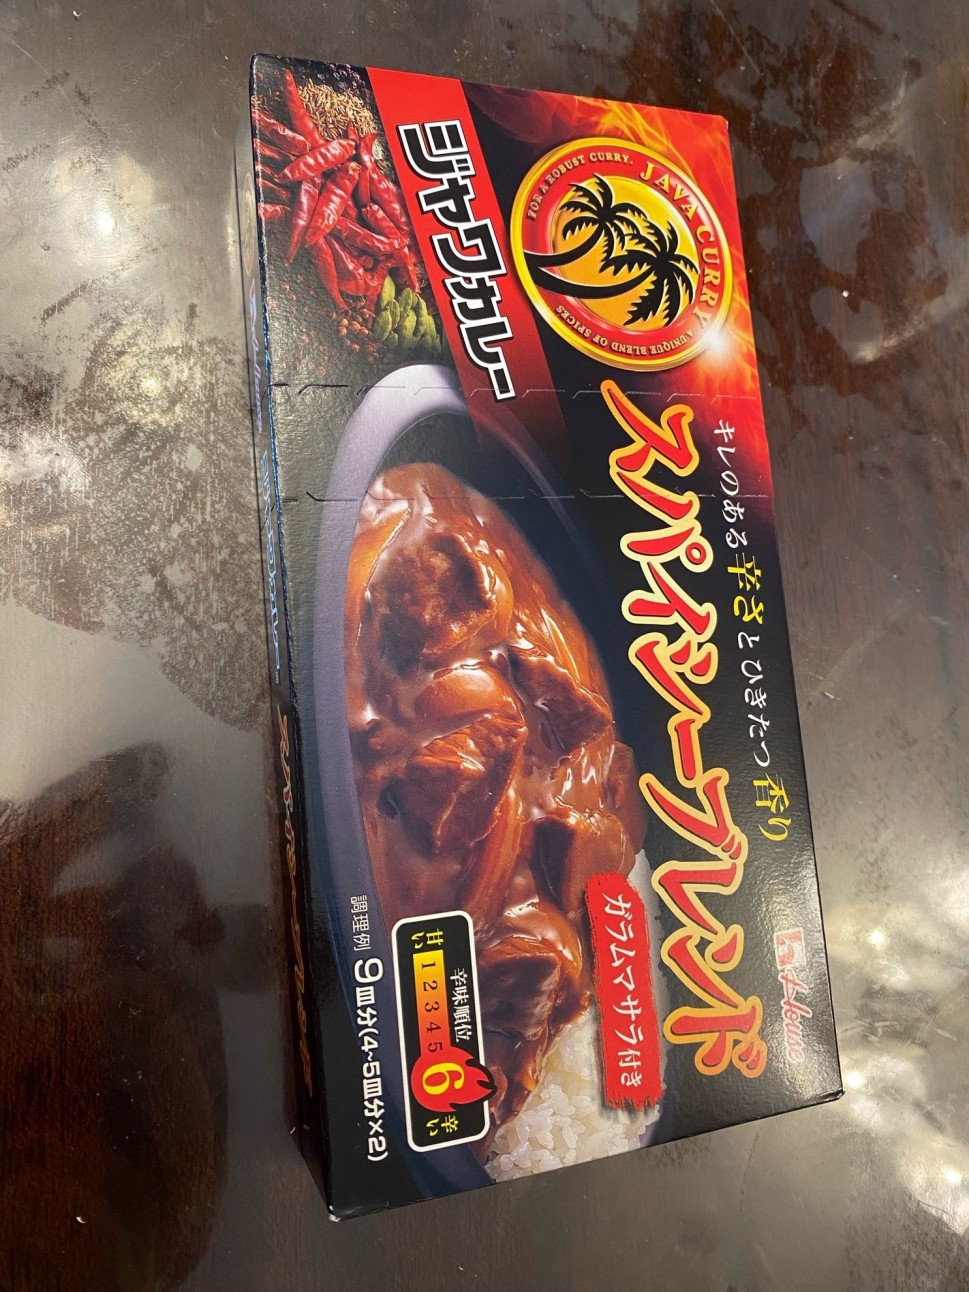 ジャワカレー
JAVA CURRY
FOR A ROBUST CURRY.
A UNIQUE BLEND OF SPICES
キレのある辛さとひきたつ香り
スパイシーブレンド
ガラムマサラ付き
House
辛味順位
甘い 1 2 3 4 5 6 辛い
調理例 9皿分(4~5皿分×2)